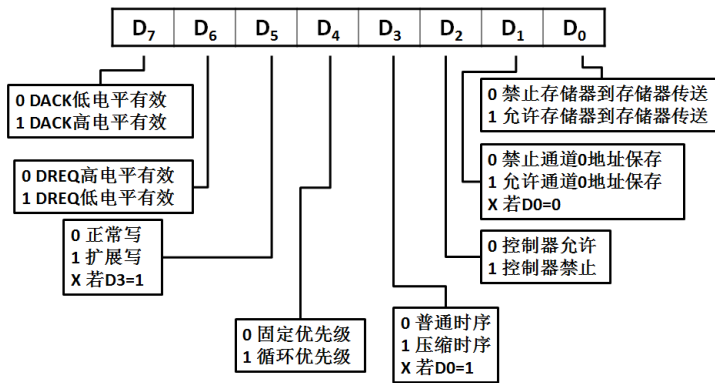 D7 D6 D5 D4 D3 D2 D1 D0
0 DACK低电平有效
1 DACK高电平有效
0 禁止存储器到存储器传送
1 允许存储器到存储器传送
0 DREQ高电平有效
1 DREQ低电平有效
0 禁止通道0地址保存
1 允许通道0地址保存
X 若D0=0
0 正常写
1 扩展写
X 若D3=1
0 控制器允许
1 控制器禁止
0 固定优先级
1 循环优先级
0 普通时序
1 压缩时序
X 若D0=1